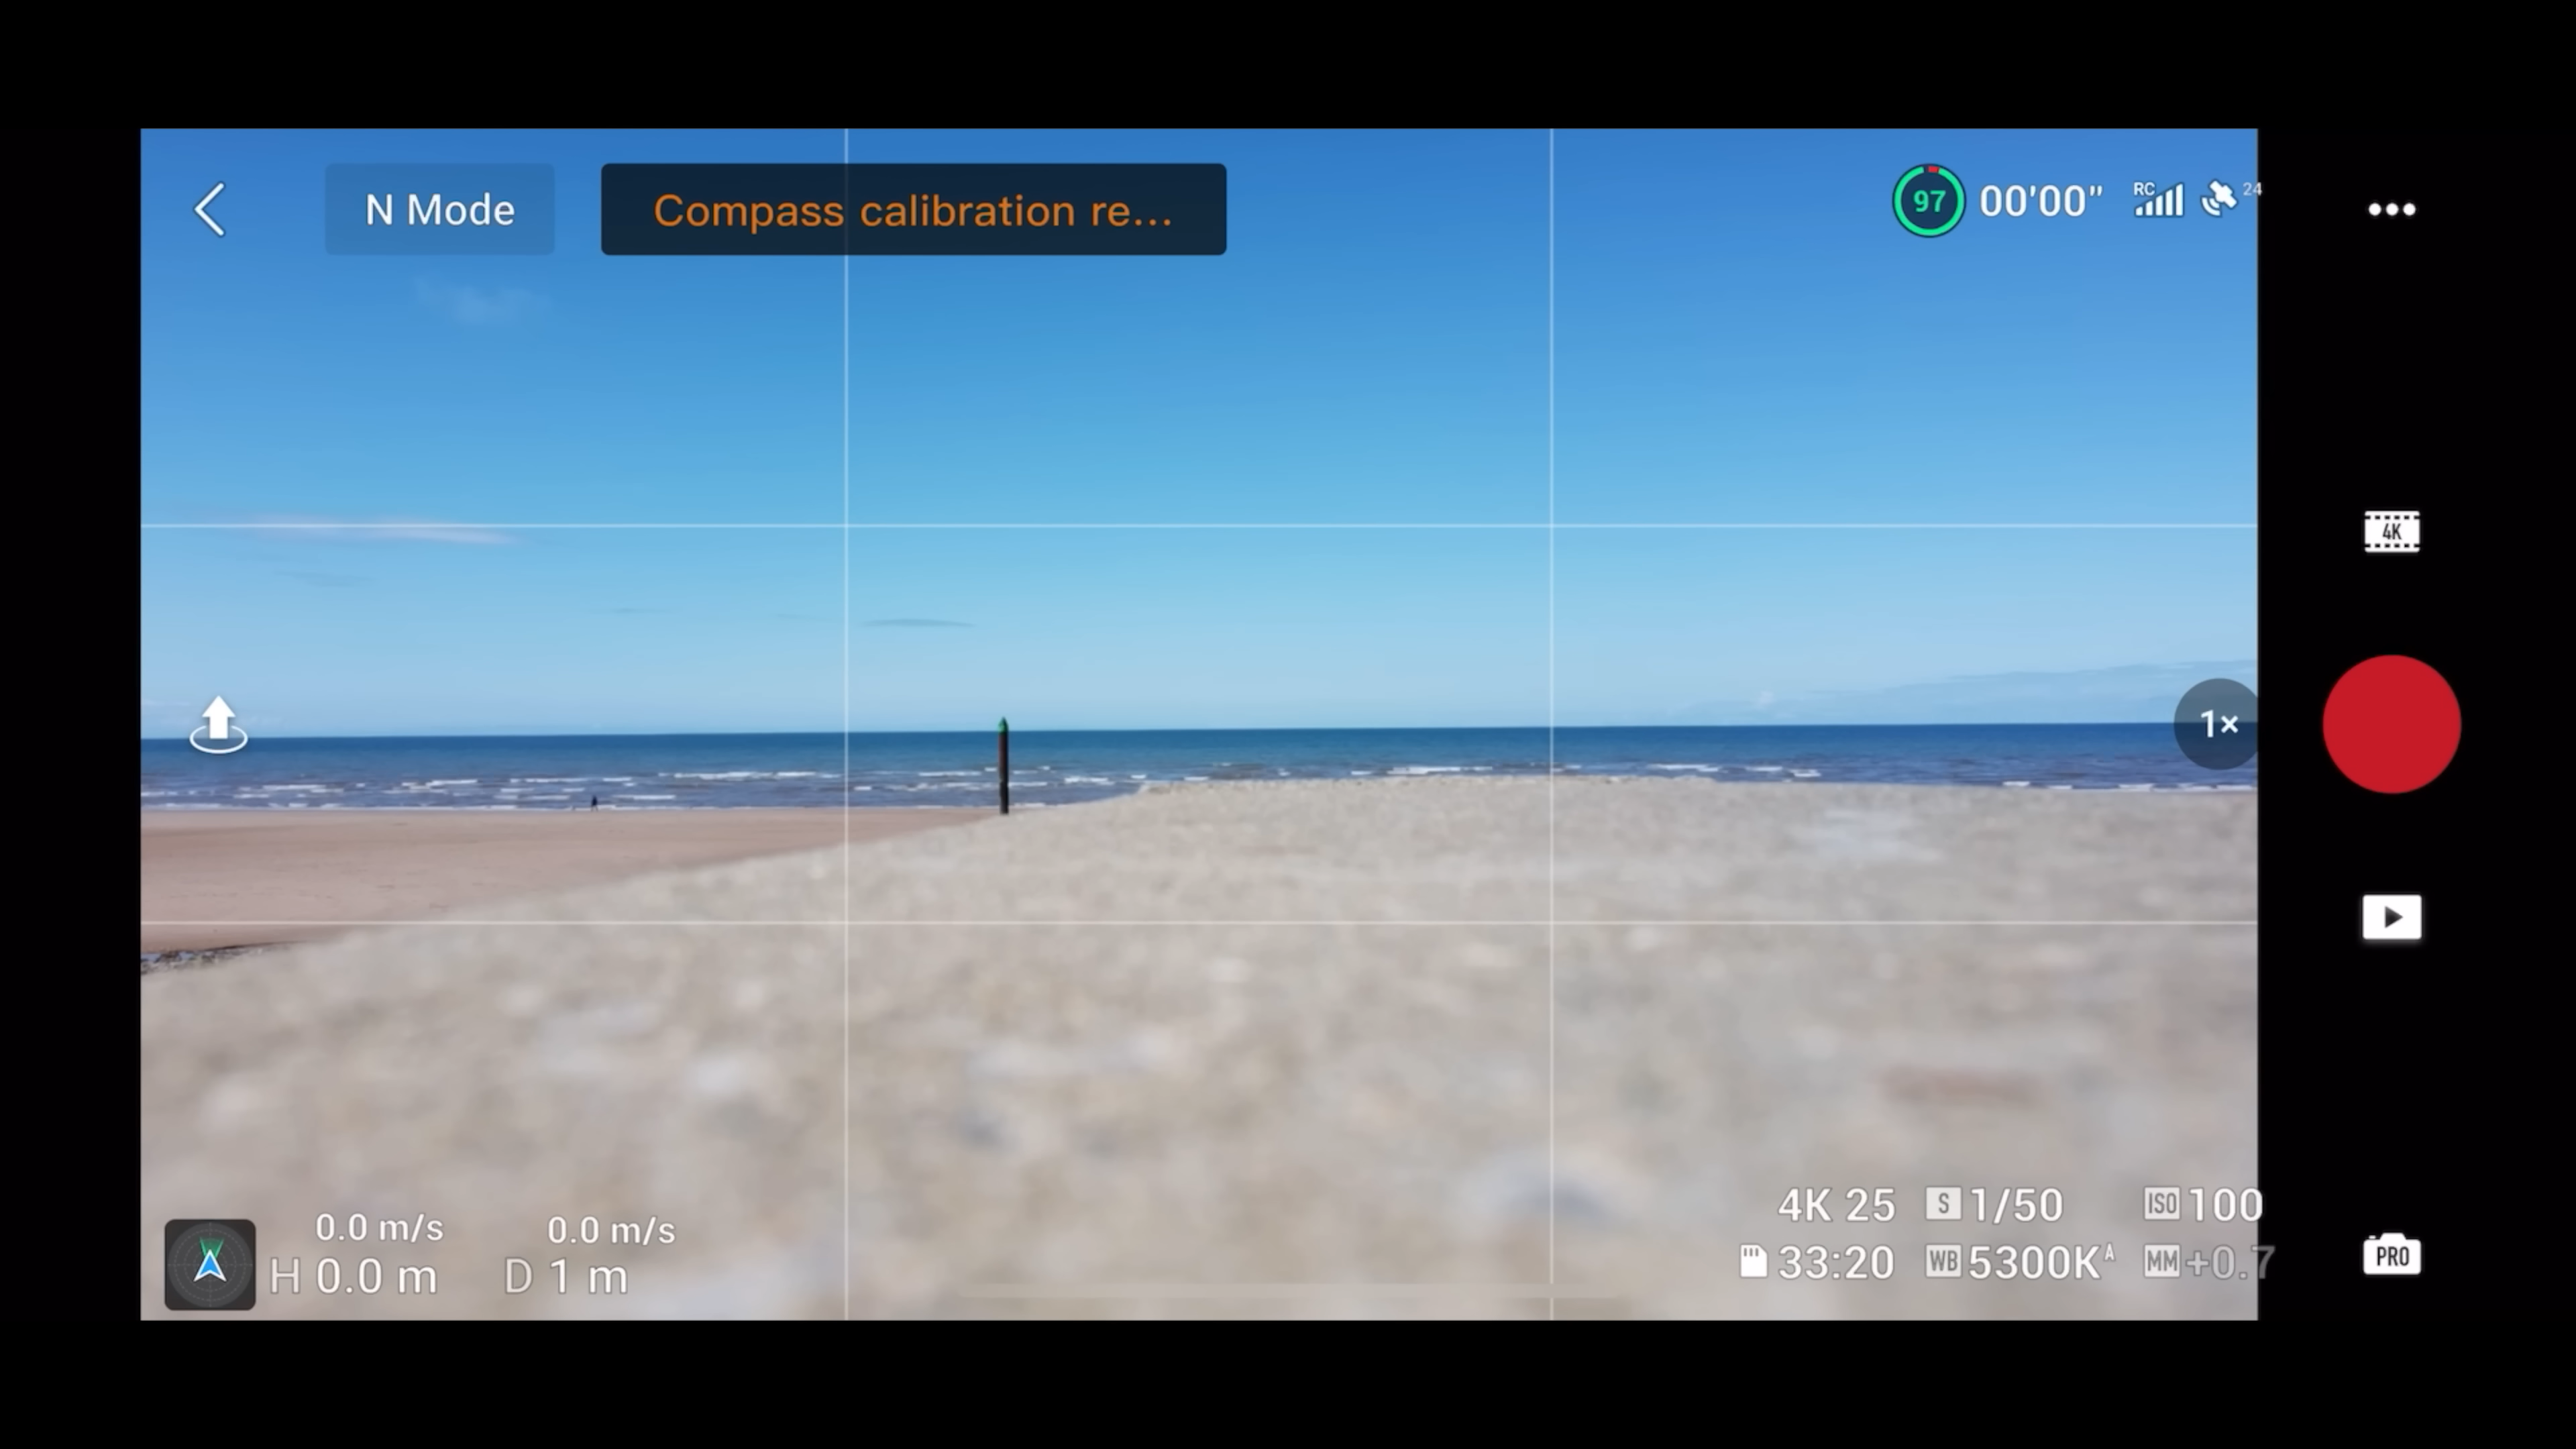 N Mode
Compass calibration re...
97
00'00"
RC
24
4K
1×
0.0 m/s
0.0 m/s
H 0.0 m
D 1 m
4K 25
S 1/50
ISO 100
33:20
WB 5300K A
MM +0.7
PRO